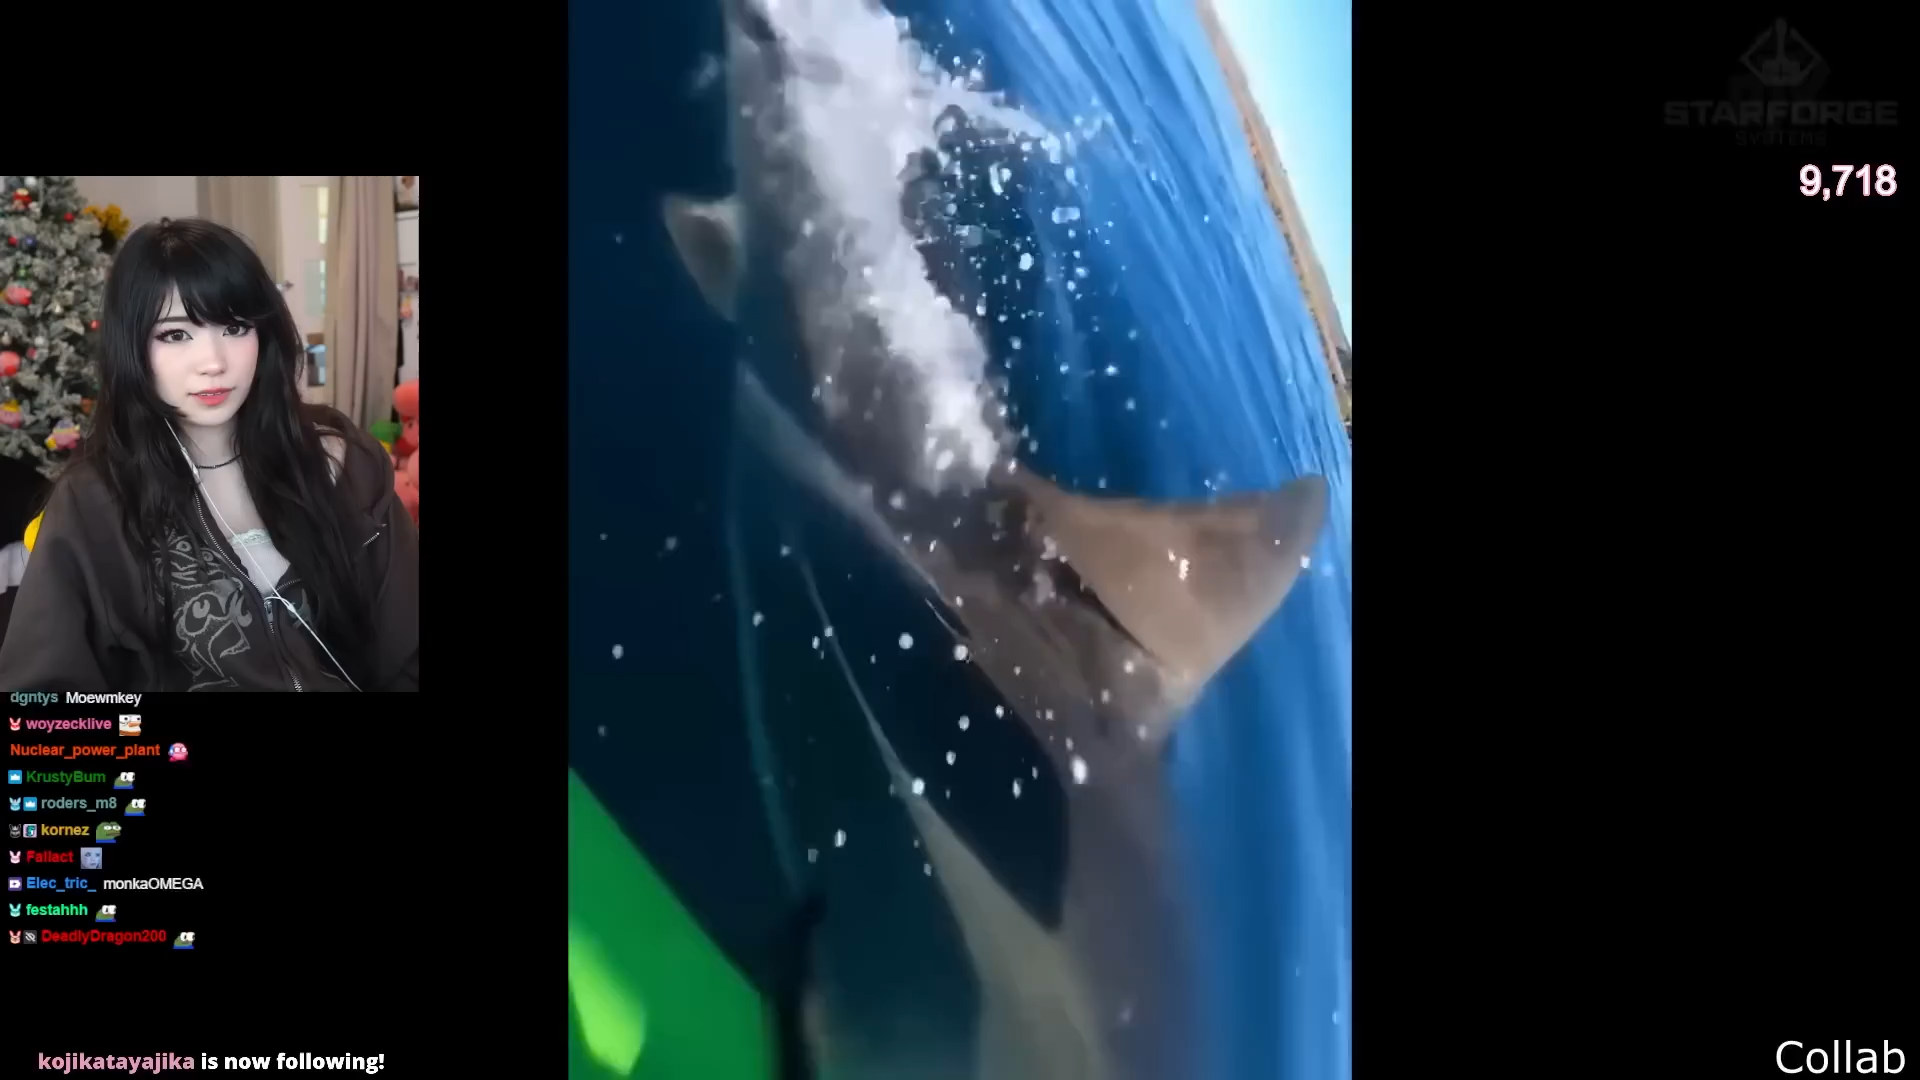 STARFORGE
SYSTEMS
9,718
dgntys Moewmkey
woyzecklive
Nuclear_power_plant
KrustyBum
roders_m8
kornez
Fallact
Elec_tric_ monkaOMEGA
festahhh
DeadlyDragon200
kojikatayajika is now following!
Collab